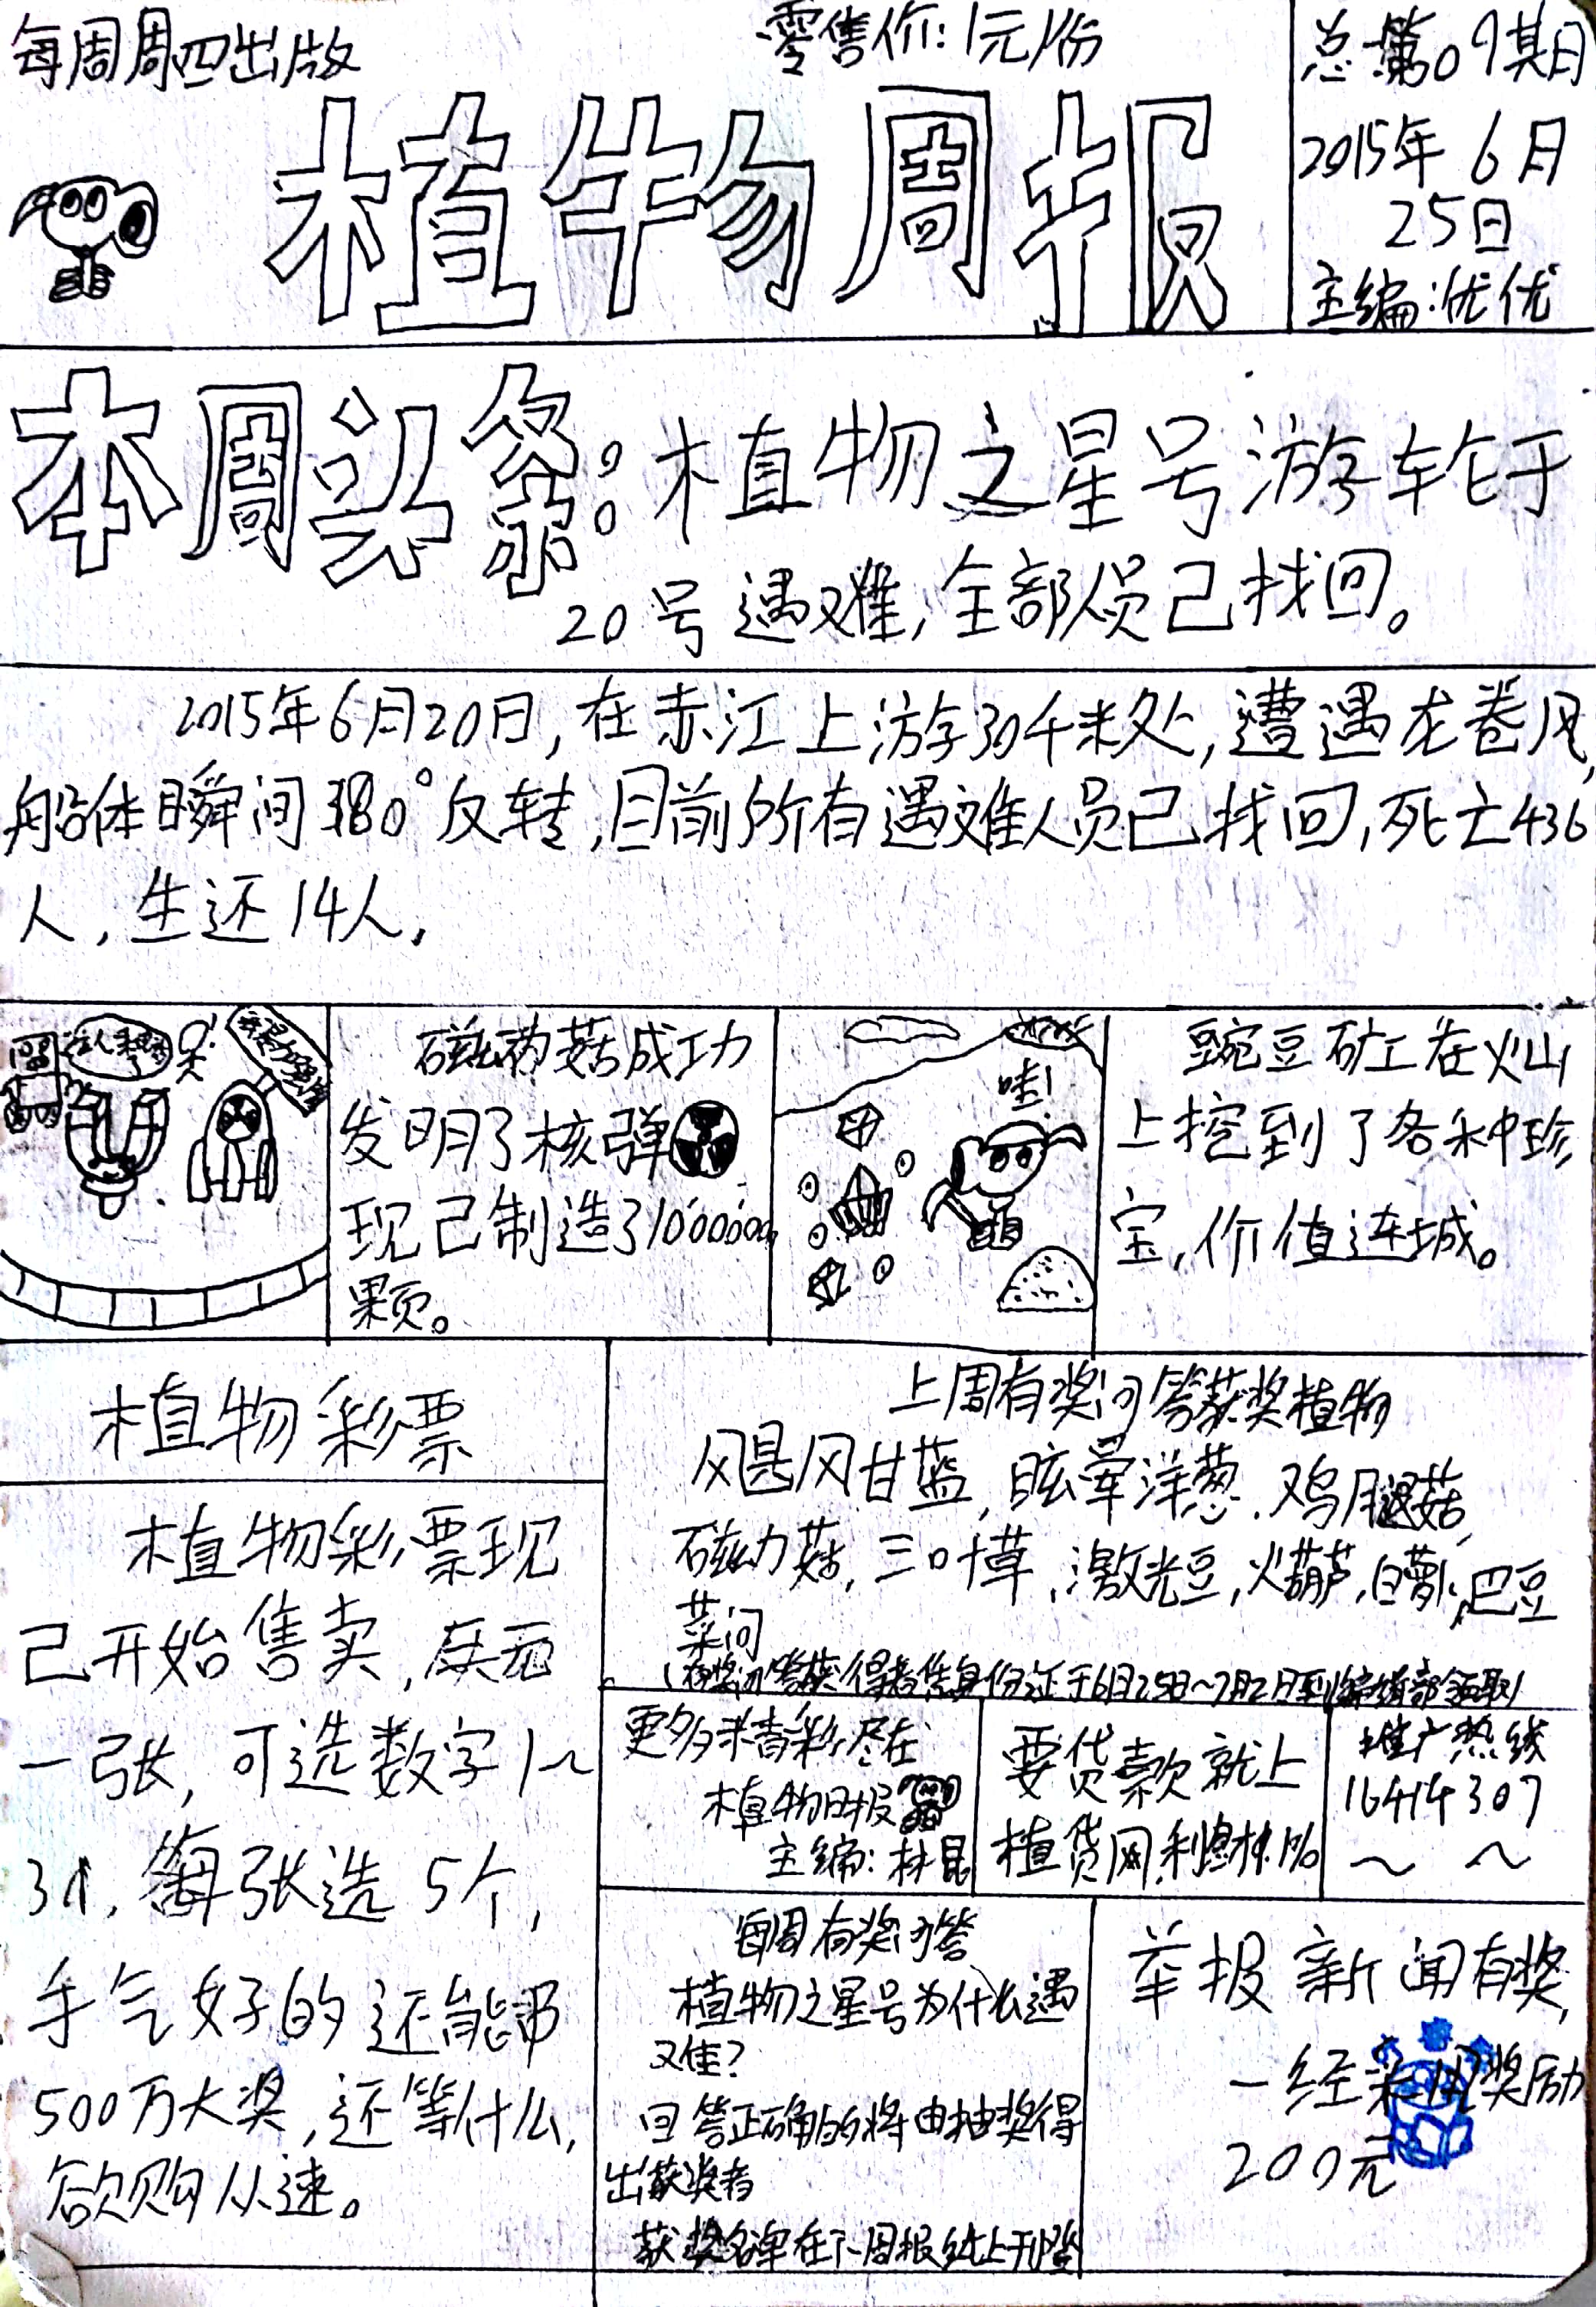 每周周四出版
零售价:1元/份
总第09期
2015年6月
25日
主编:优优
植物周报
本周头条:植物之星号游轮于
20号遇难,全部人员已找回。
2015年6月20日,在赤江上游304千米处,遭遇龙卷风,
船体瞬间180°反转,目前所有遇难人员已找回,死亡436
人,生还14人。
磁力菇成功
发明了核弹
现已制造了1000000
颗。
哇!
豌豆矿工在火山
上挖到了各种珍
宝,价值连城。
植物彩票
植物彩票现
已开始售卖,
一张,可选数字1~
31,每张选5个,
手气好的还能中
500万大奖,还等什么,
欲购从速。
上周有奖问答获奖植物
飓风甘蓝,眩晕洋葱.鸡腿菇,
磁力菇,三叶草,激光豆,火葫芦,白萝卜,巴豆
菜问
(有奖问答获得者凭身份证于6月25日~7月2日到编辑部领取)
更多精彩,尽在
植物日报
主编:林昆
要贷款就上
植贷网,利息1%
推广热线
16414307
~ ~
每周有奖问答
植物之星号为什么遇
难?
回答正确的将由抽奖得
出获奖者
获奖名单在下周报纸上刊登
举报新闻有奖,
一经采用奖励
200元